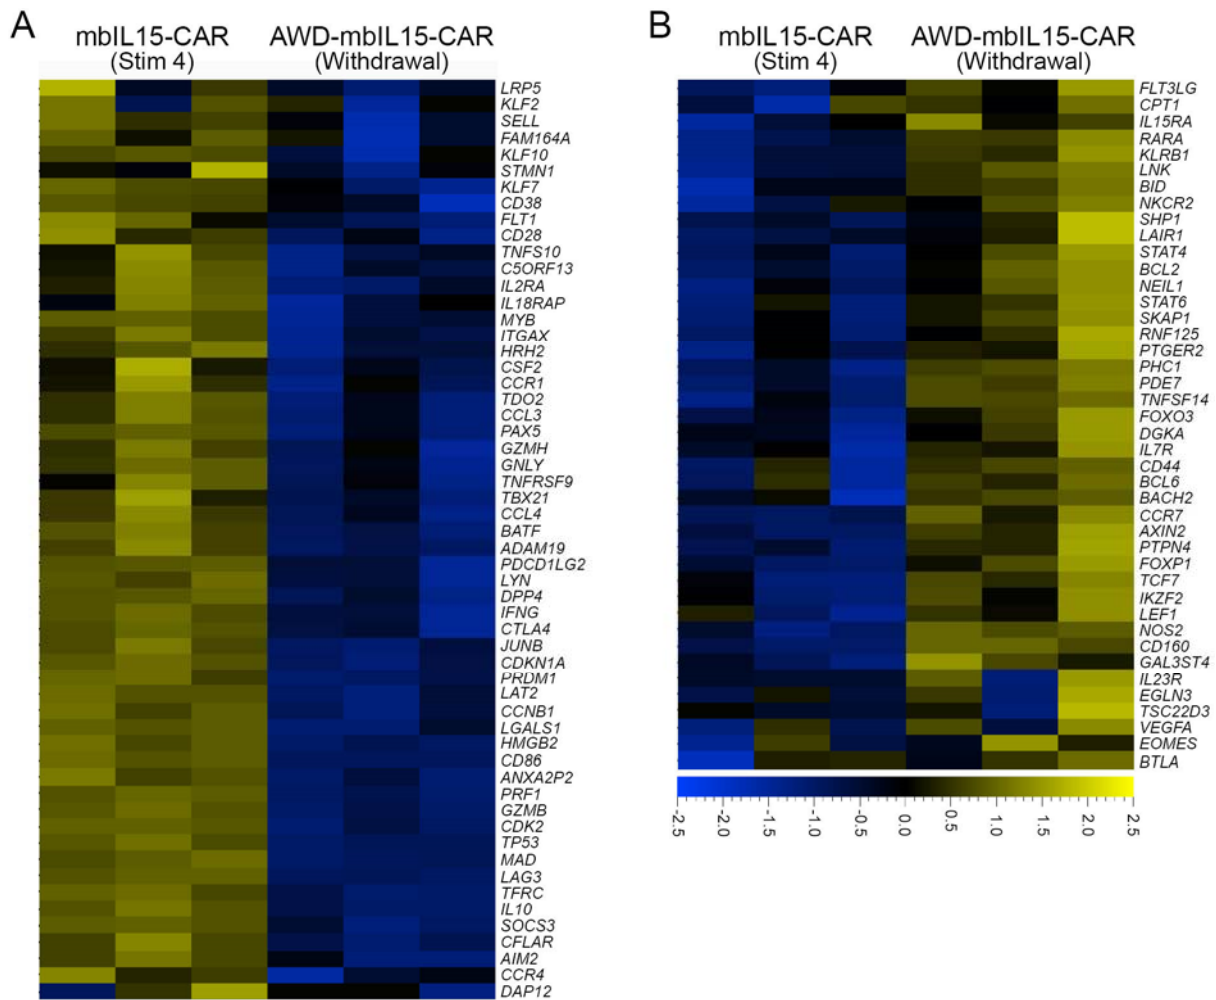 A
mbIL15-CAR
(Stim 4)
AWD-mbIL15-CAR
(Withdrawal)
LRP5
KLF2
SELL
FAM164A
KLF10
STMN1
KLF7
CD38
FLT1
CD28
TNFS10
C5ORF13
IL2RA
IL18RAP
MYB
ITGAX
HRH2
CSF2
CCR1
TDO2
CCL3
PAX5
GZMH
GNLY
TNFRSF9
TBX21
CCL4
BATF
ADAM19
PDCD1LG2
LYN
DPP4
IFNG
CTLA4
JUNB
CDKN1A
PRDM1
LAT2
CCNB1
LGALS1
HMGB2
CD86
ANXA2P2
PRF1
GZMB
CDK2
TP53
MAD
LAG3
TFRC
IL10
SOCS3
CFLAR
AIM2
CCR4
DAP12
B
mbIL15-CAR
(Stim 4)
AWD-mbIL15-CAR
(Withdrawal)
FLT3LG
CPT1
IL15RA
RARA
KLRB1
LNK
BID
NKCR2
SHP1
LAIR1
STAT4
BCL2
NEIL1
STAT6
SKAP1
RNF125
PTGER2
PHC1
PDE7
TNFSF14
FOXO3
DGKA
IL7R
CD44
BCL6
BACH2
CCR7
AXIN2
PTPN4
FOXP1
TCF7
IKZF2
LEF1
NOS2
CD160
GAL3ST4
IL23R
EGLN3
TSC22D3
VEGFA
EOMES
BTLA
-2.5 -2.0 -1.5 -1.0 -0.5 0.0 0.5 1.0 1.5 2.0 2.5